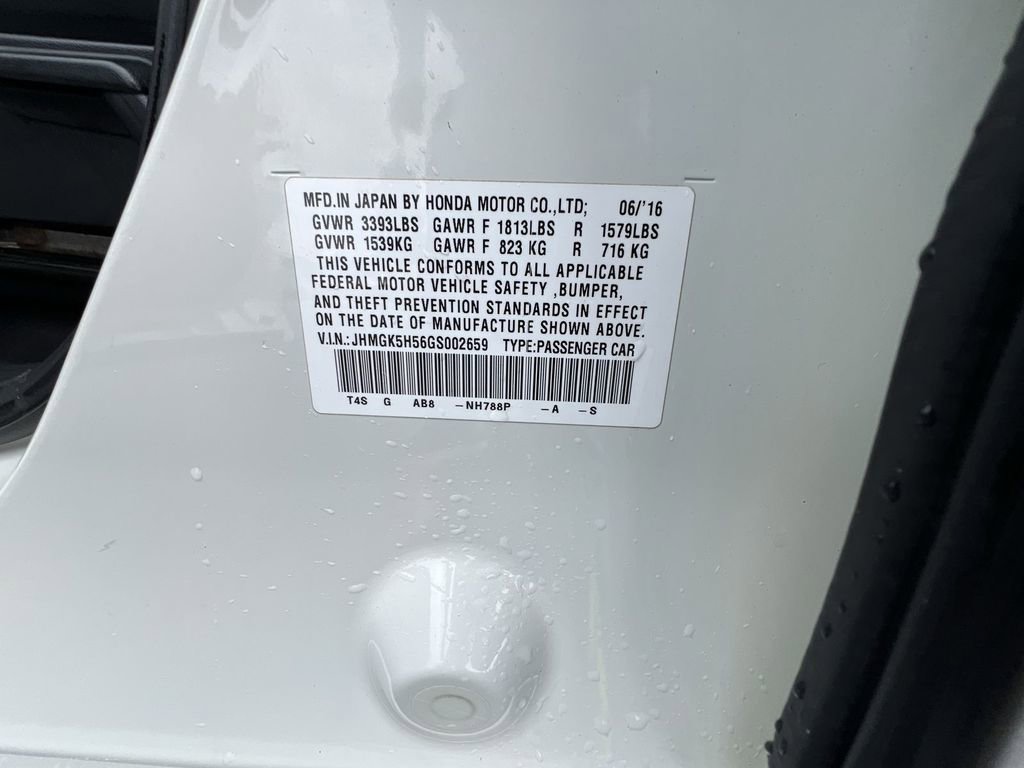 MFD.IN JAPAN BY HONDA MOTOR CO.,LTD; 06/'16
GVWR 3393LBS GAWR F 1813LBS R 1579LBS
GVWR 1539KG GAWR F 823 KG R 716 KG
THIS VEHICLE CONFORMS TO ALL APPLICABLE
FEDERAL MOTOR VEHICLE SAFETY ,BUMPER,
AND THEFT PREVENTION STANDARDS IN EFFECT
ON THE DATE OF MANUFACTURE SHOWN ABOVE.
V.I.N.: JHMGK5H56GS002659 TYPE:PASSENGER CAR
T4S G AB8 -NH788P -A -S